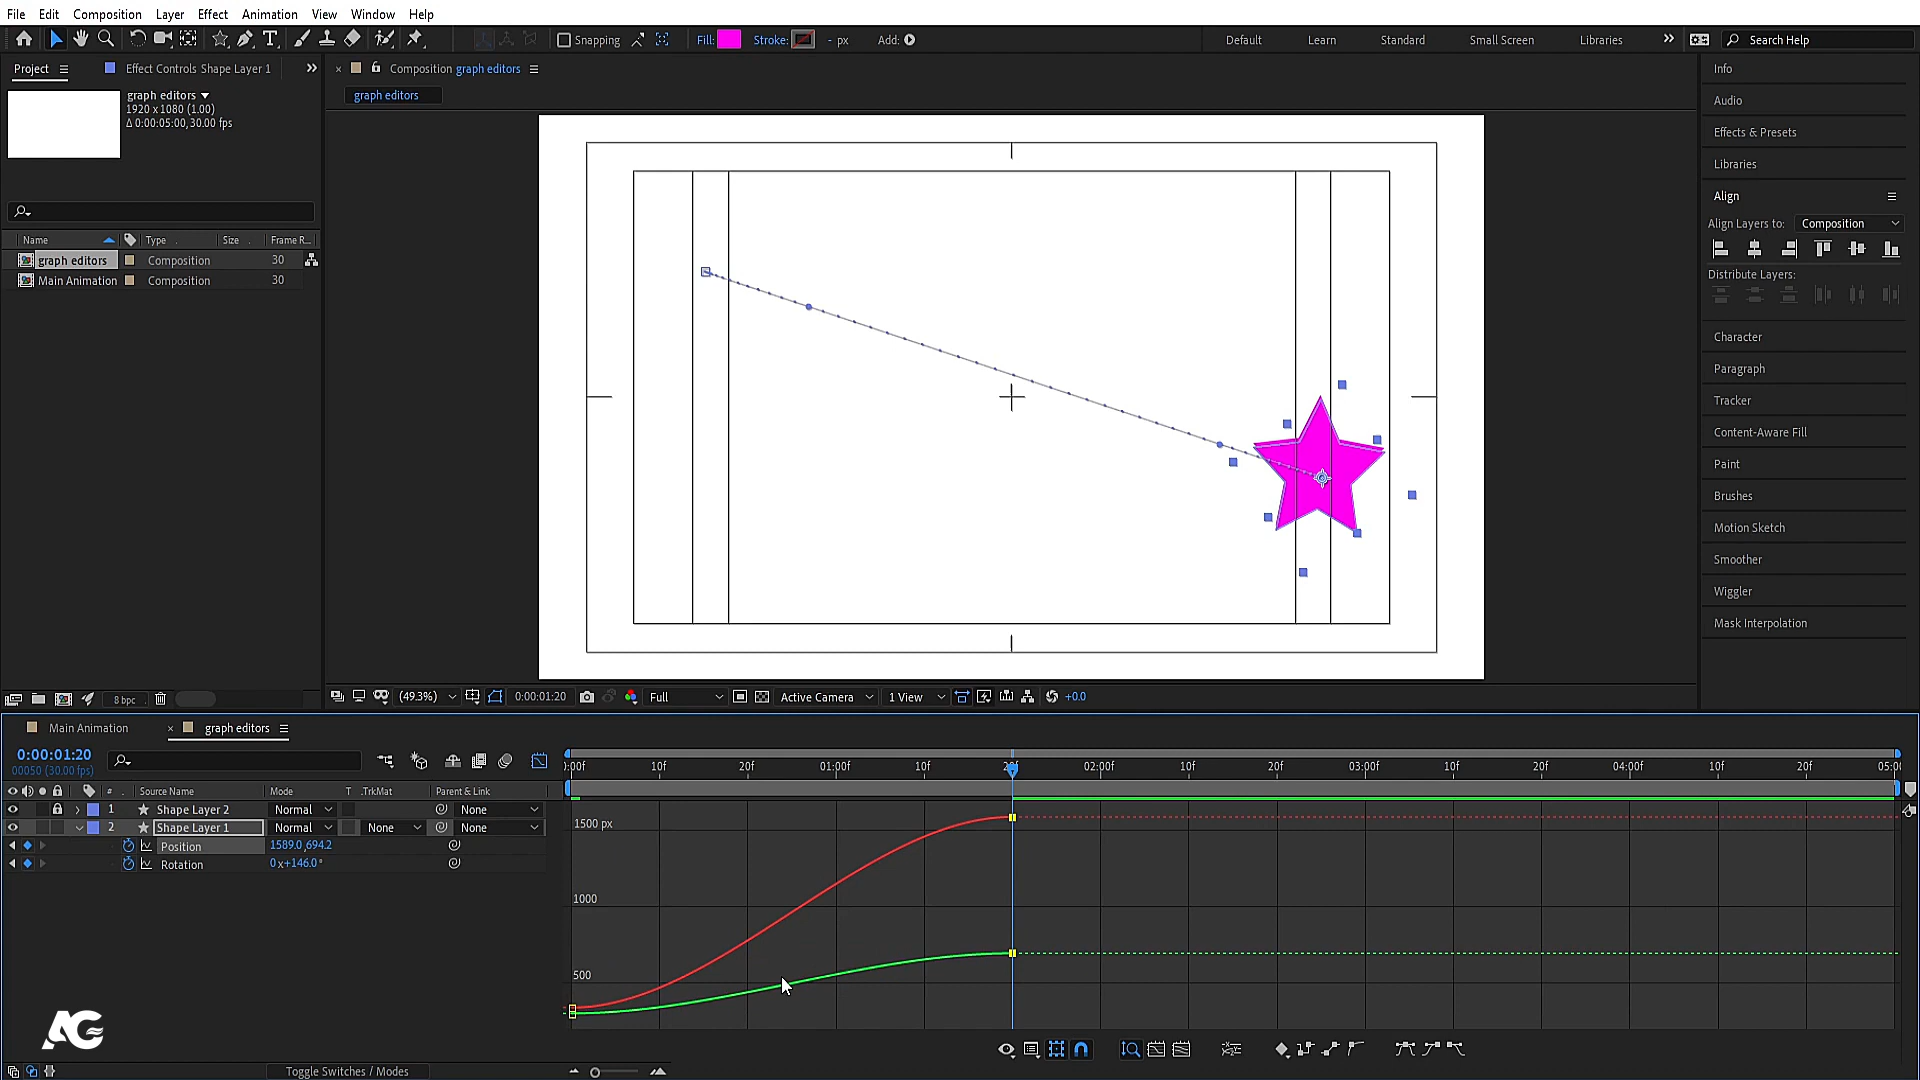 File Edit Composition Layer Effect Animation View Window Help
Snapping Fill: Stroke: - px Add: Default Learn Standard Small Screen Libraries Search Help
Project Effect Controls Shape Layer 1
Composition graph editors
graph editors
graph editors
1920 x 1080 (1.00)
Δ 0:00:05:00, 30.00 fps
Name Type Size Frame R...
graph editors Composition 30
Main Animation Composition 30
Info
Audio
Effects & Presets
Libraries
Align
Align Layers to: Composition
Distribute Layers:
Character
Paragraph
Tracker
Content-Aware Fill
Paint
Brushes
Motion Sketch
Smoother
Wiggler
Mask Interpolation
8 bpc
(49.3%) 0:00:01:20 Full Active Camera 1 View +0.0
Main Animation graph editors
0:00:01:20
00050 (30.00 fps)
):00f 10f 20f 01:00f 10f 02:00f 10f 20f 03:00f 10f 20f 04:00f 10f 20f 05:0
# Source Name Mode T .TrkMat Parent & Link
1 Shape Layer 2 Normal None
2 Shape Layer 1 Normal None None
Position 1589.0,694.2
Rotation 0x+146.0°
1500 px
1000
500
AG
Toggle Switches / Modes